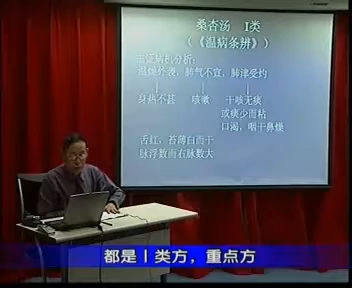 桑杏汤 I类
(《温病条辨》)
主证病机分析:
温燥外袭,肺气不宣,肺津受灼
身热不甚 咳嗽 干咳无痰
或痰少而粘
口渴,咽干鼻燥
舌红,苔薄白而干
脉浮数而右脉数大
都是I类方,重点方